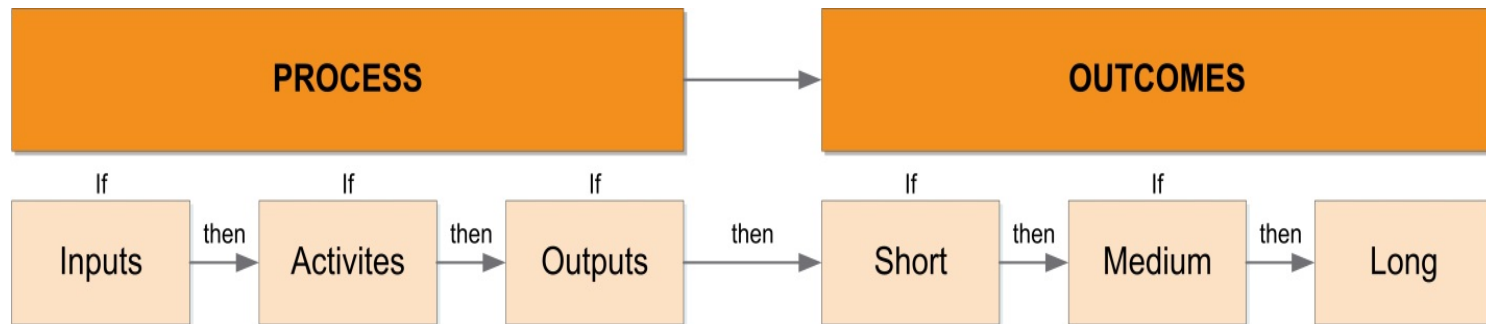 PROCESS
OUTCOMES
If
If
If
If
If
Inputs
then
Activites
then
Outputs
then
Short
then
Medium
then
Long